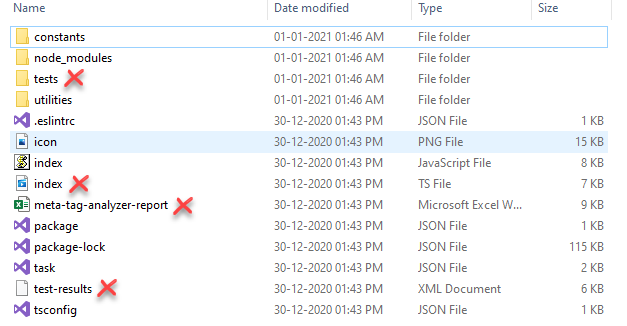 Name Date modified Type Size
constants 01-01-2021 01:46 AM File folder
node_modules 01-01-2021 01:46 AM File folder
tests 01-01-2021 01:46 AM File folder
utilities 01-01-2021 01:46 AM File folder
.eslintrc 30-12-2020 01:43 PM JSON File 1 KB
icon 30-12-2020 01:43 PM PNG File 15 KB
index 30-12-2020 01:43 PM JavaScript File 8 KB
index 30-12-2020 01:43 PM TS File 7 KB
meta-tag-analyzer-report 30-12-2020 01:43 PM Microsoft Excel W... 9 KB
package 30-12-2020 01:43 PM JSON File 1 KB
package-lock 30-12-2020 01:43 PM JSON File 115 KB
task 30-12-2020 01:43 PM JSON File 2 KB
test-results 30-12-2020 01:43 PM XML Document 6 KB
tsconfig 30-12-2020 01:43 PM JSON File 1 KB